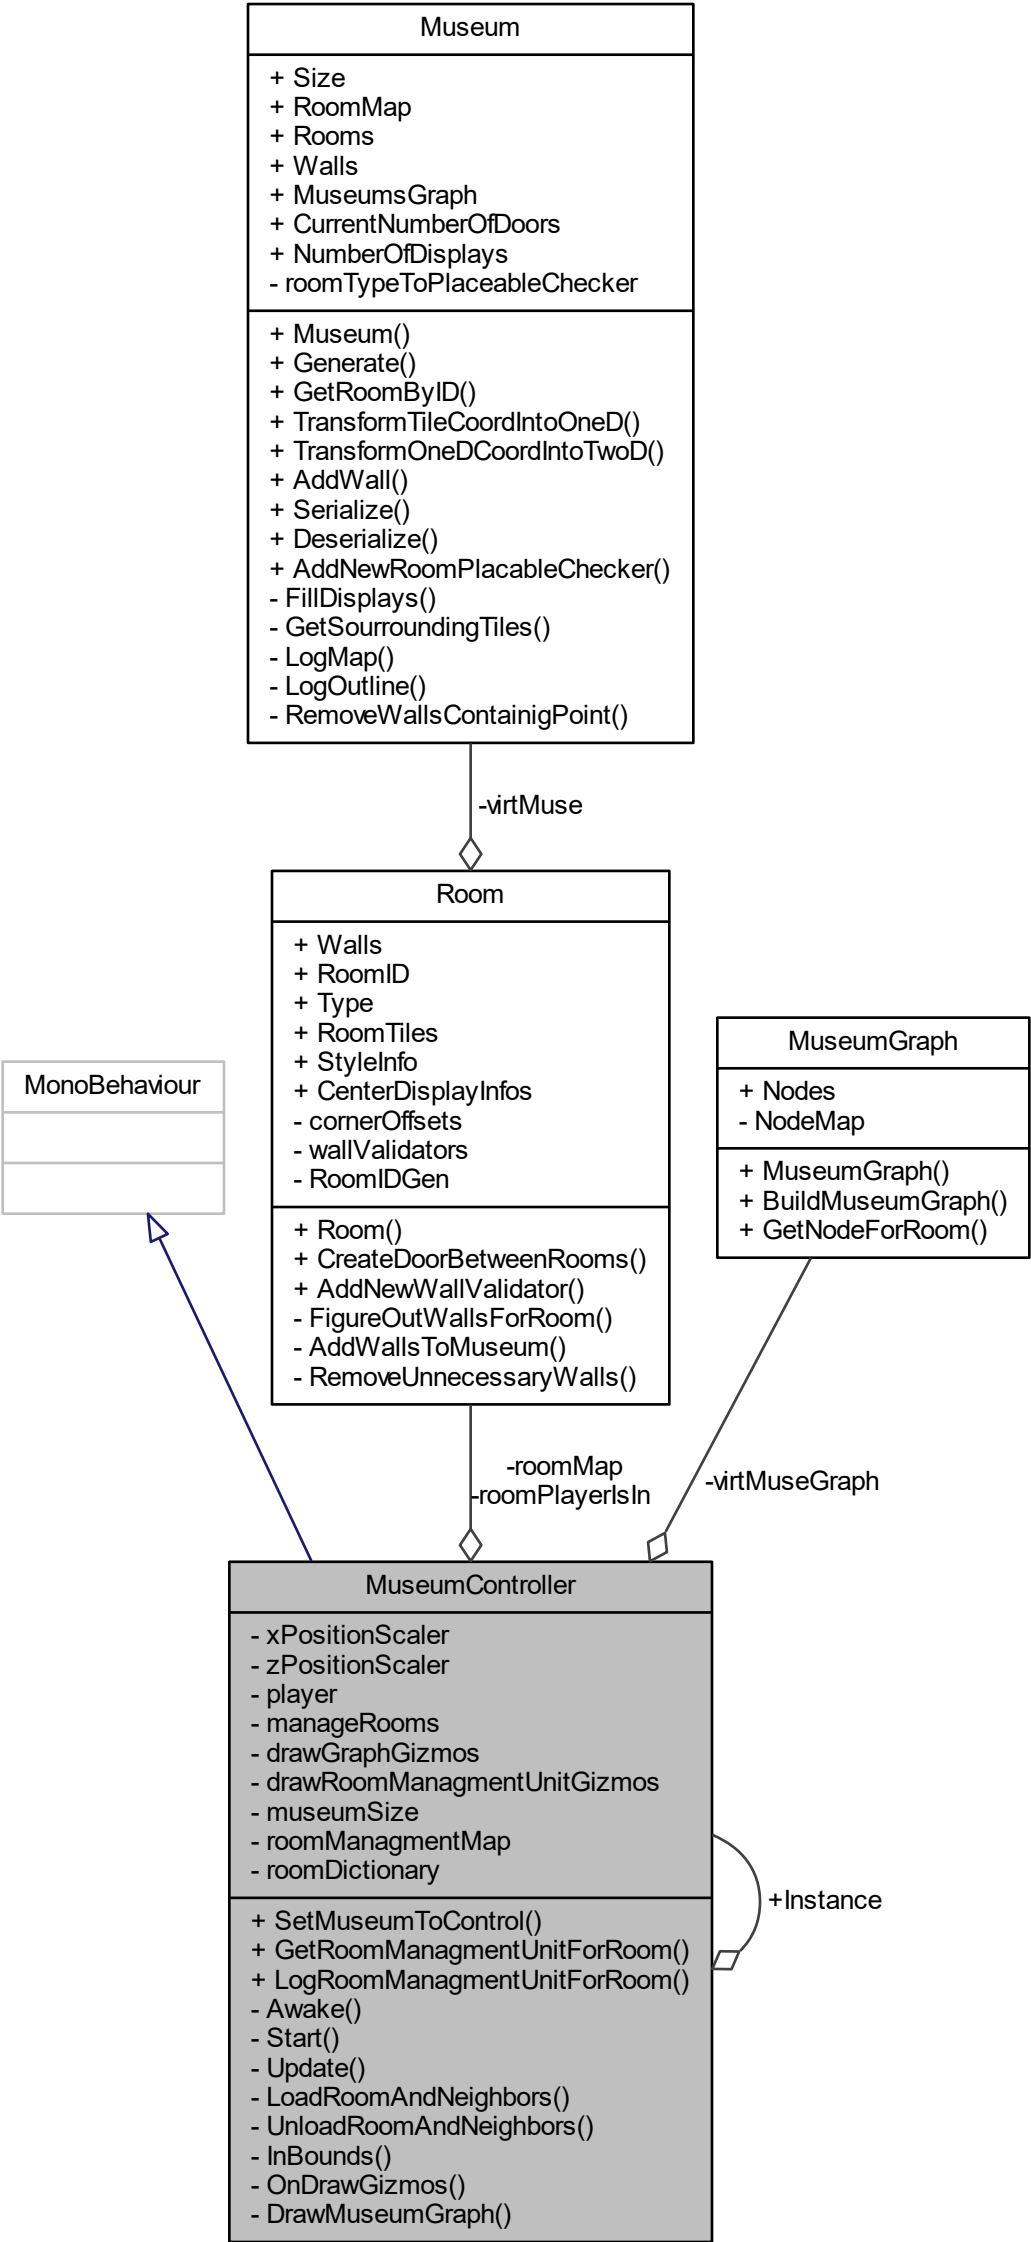 Museum
+ Size
+ RoomMap
+ Rooms
+ Walls
+ MuseumsGraph
+ CurrentNumberOfDoors
+ NumberOfDisplays
- roomTypeToPlaceableChecker
+ Museum()
+ Generate()
+ GetRoomByID()
+ TransformTileCoordIntoOneD()
+ TransformOneDCoordIntoTwoD()
+ AddWall()
+ Serialize()
+ Deserialize()
+ AddNewRoomPlacableChecker()
- FillDisplays()
- GetSourroundingTiles()
- LogMap()
- LogOutline()
- RemoveWallsContainigPoint()
-virtMuse
Room
+ Walls
+ RoomID
+ Type
+ RoomTiles
+ StyleInfo
+ CenterDisplayInfos
- cornerOffsets
- wallValidators
- RoomIDGen
+ Room()
+ CreateDoorBetweenRooms()
+ AddNewWallValidator()
- FigureOutWallsForRoom()
- AddWallsToMuseum()
- RemoveUnnecessaryWalls()
MuseumGraph
+ Nodes
- NodeMap
+ MuseumGraph()
+ BuildMuseumGraph()
+ GetNodeForRoom()
MonoBehaviour
-roomMap
-roomPlayerIsIn
-virtMuseGraph
MuseumController
- xPositionScaler
- zPositionScaler
- player
- manageRooms
- drawGraphGizmos
- drawRoomManagmentUnitGizmos
- museumSize
- roomManagmentMap
- roomDictionary
+ SetMuseumToControl()
+ GetRoomManagmentUnitForRoom()
+ LogRoomManagmentUnitForRoom()
- Awake()
- Start()
- Update()
- LoadRoomAndNeighbors()
- UnloadRoomAndNeighbors()
- InBounds()
- OnDrawGizmos()
- DrawMuseumGraph()
+Instance